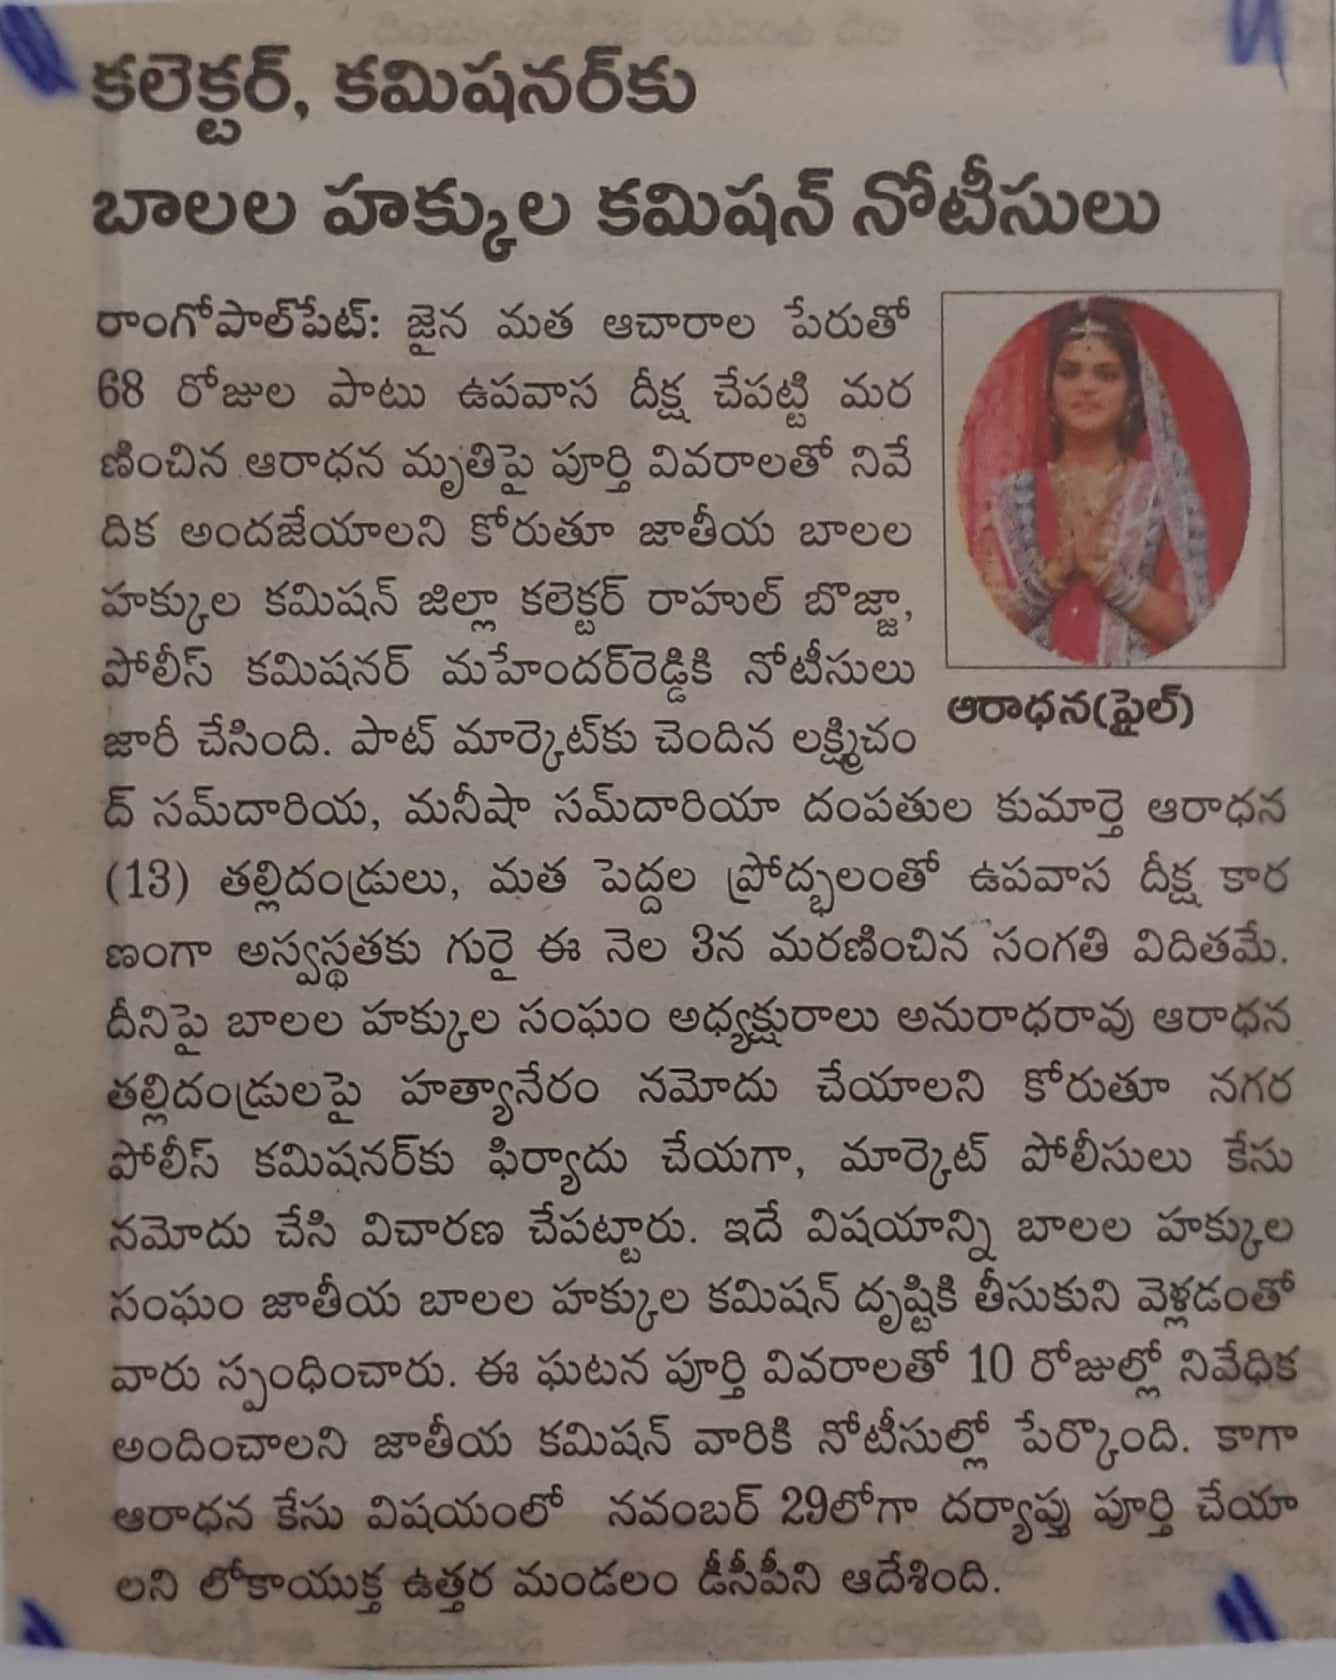 కలెక్టర్, కమిషనర్‌కు
బాలల హక్కుల కమిషన్ నోటీసులు
రాంగోపాల్‌పేట్: జైన మత ఆచారాల పేరుతో
68 రోజుల పాటు ఉపవాస దీక్ష చేపట్టి మర
ణించిన ఆరాధన మృతిపై పూర్తి వివరాలతో నివే
దిక అందజేయాలని కోరుతూ జాతీయ బాలల
హక్కుల కమిషన్ జిల్లా కలెక్టర్ రాహుల్ బొజ్జా,
పోలీస్ కమిషనర్ మహేందర్‌రెడ్డికి నోటీసులు
జారీ చేసింది. పాట్ మార్కెట్‌కు చెందిన లక్ష్మిచం
ద్ సమ్‌దారియ, మనీషా సమ్‌దారియా దంపతుల కుమార్తె ఆరాధన
(13) తల్లిదండ్రులు, మత పెద్దల ప్రోద్భలంతో ఉపవాస దీక్ష కార
ణంగా అస్వస్థతకు గురై ఈ నెల 3న మరణించిన సంగతి విదితమే.
దీనిపై బాలల హక్కుల సంఘం అధ్యక్షురాలు అనురాధరావు ఆరాధన
తల్లిదండ్రులపై హత్యానేరం నమోదు చేయాలని కోరుతూ నగర
పోలీస్ కమిషనర్‌కు ఫిర్యాదు చేయగా, మార్కెట్ పోలీసులు కేసు
నమోదు చేసి విచారణ చేపట్టారు. ఇదే విషయాన్ని బాలల హక్కుల
సంఘం జాతీయ బాలల హక్కుల కమిషన్ దృష్టికి తీసుకుని వెళ్లడంతో
వారు స్పంధించారు. ఈ ఘటన పూర్తి వివరాలతో 10 రోజుల్లో నివేధిక
అందించాలని జాతీయ కమిషన్ వారికి నోటీసుల్లో పేర్కొంది. కాగా
ఆరాధన కేసు విషయంలో నవంబర్ 29లోగా దర్యాప్తు పూర్తి చేయా
లని లోకాయుక్త ఉత్తర మండలం డీసీపీని ఆదేశింది.
ఆరాధన(ఫైల్)